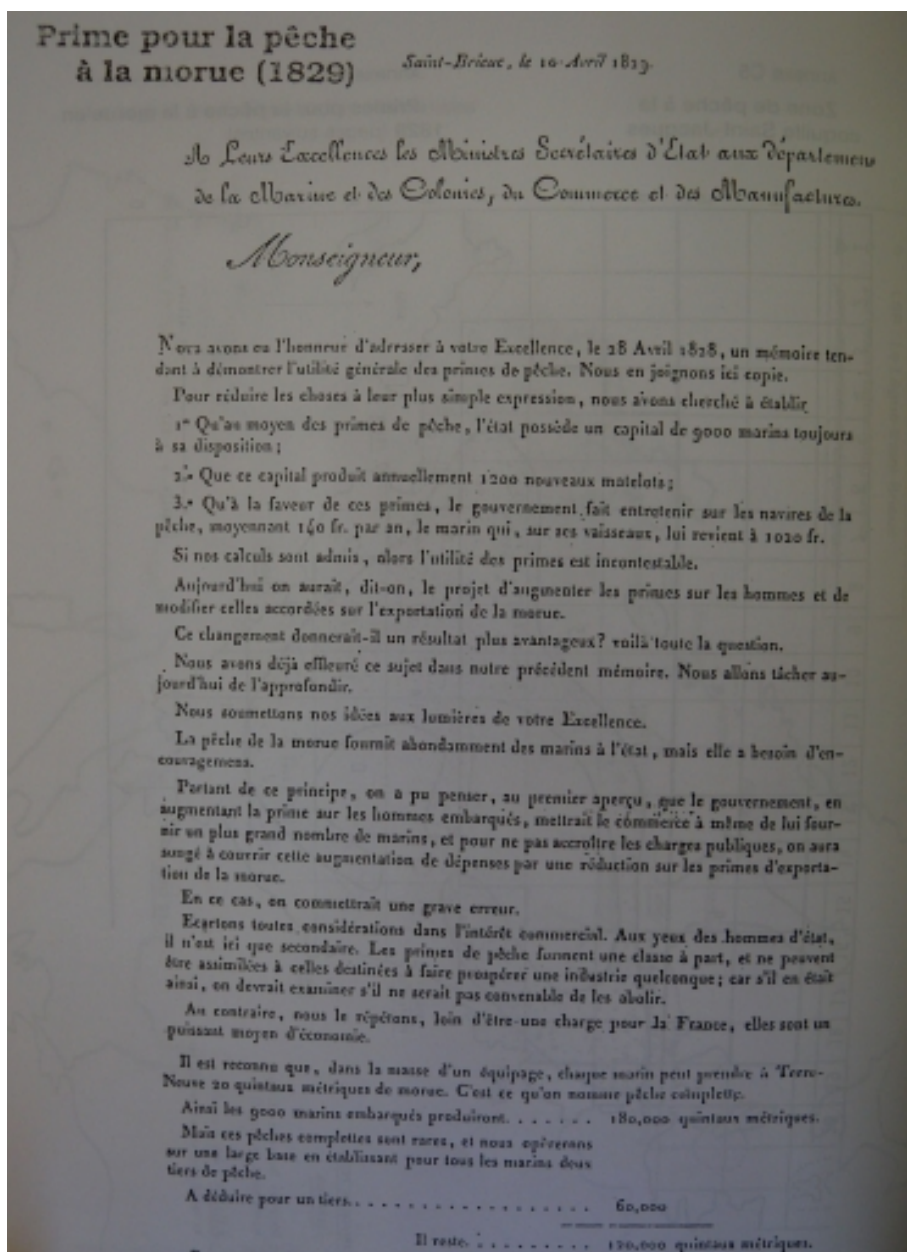 Prime pour la pêche
à la morue (1829)
Saint-Brieuc, le 10 Avril 1829.
A Leurs Excellences les Ministres Secrétaires d'Etat aux départemens
de la Marine et des Colonies, du Commerce et des Manufactures.
Monseigneur,
Nous avons eu l'honneur d'adresser à votre Excellence, le 28 Avril 1828, un mémoire ten-
dant à démontrer l'utilité générale des primes de pêche. Nous en joignons ici copie.
Pour réduire les choses à leur plus simple expression, nous avons cherché à établir
1.° Qu'au moyen des primes de pêche, l'état possède un capital de 9000 marins toujours
à sa disposition;
2.° Que ce capital produit annuellement 1200 nouveaux matelots;
3.° Qu'à la faveur de ces primes, le gouvernement fait entretenir sur les navires de la
pêche, moyennant 140 fr. par an, le marin qui, sur ses vaisseaux, lui revient à 1020 fr.
Si nos calculs sont admis, alors l'utilité des primes est incontestable.
Aujourd'hui on aurait, dit-on, le projet d'augmenter les primes sur les hommes et de
modifier celles accordées sur l'exportation de la morue.
Ce changement donnerait-il un résultat plus avantageux? voilà toute la question.
Nous avons déjà effleuré ce sujet dans notre précédent mémoire. Nous allons tâcher au-
jourd'hui de l'approfondir.
Nous soumettons nos idées aux lumières de votre Excellence.
La pêche de la morue fournit abondamment des marins à l'état, mais elle a besoin d'en-
couragemens.
Partant de ce principe, on a pu penser, au premier aperçu, que le gouvernement, en
augmentant la prime sur les hommes embarqués, mettrait le commerce à même de lui four-
nir un plus grand nombre de marins, et pour ne pas accroître les charges publiques, on aura
songé à couvrir cette augmentation de dépenses par une réduction sur les primes d'exporta-
tion de la morue.
En ce cas, on commettrait une grave erreur.
Ecartons toutes considérations dans l'intérêt commercial. Aux yeux des hommes d'état,
il n'est ici que secondaire. Les primes de pêche forment une classe à part, et ne peuvent
être assimilées à celles destinées à faire prospérer une industrie quelconque; car s'il en était
ainsi, on devrait examiner s'il ne serait pas convenable de les abolir.
Au contraire, nous le répétons, loin d'être une charge pour la France, elles sont un
puissant moyen d'économie.
Il est reconnu que, dans la masse d'un équipage, chaque marin peut prendre à Terre-
Neuve 20 quintaux métriques de morue. C'est ce qu'on nomme pêche complette.
Ainsi les 9000 marins embarqués produiront. . . . . . . 180,000 quintaux métriques.
Mais ces pêches complettes sont rares, et nous opérerons
sur une large base en établissant pour tous les marins deux
tiers de pêche.
A déduire pour un tiers. . . . . . . . . . . . . . . . . . 60,000
Il reste. . . . . . . . . 120,000 quintaux métriques.